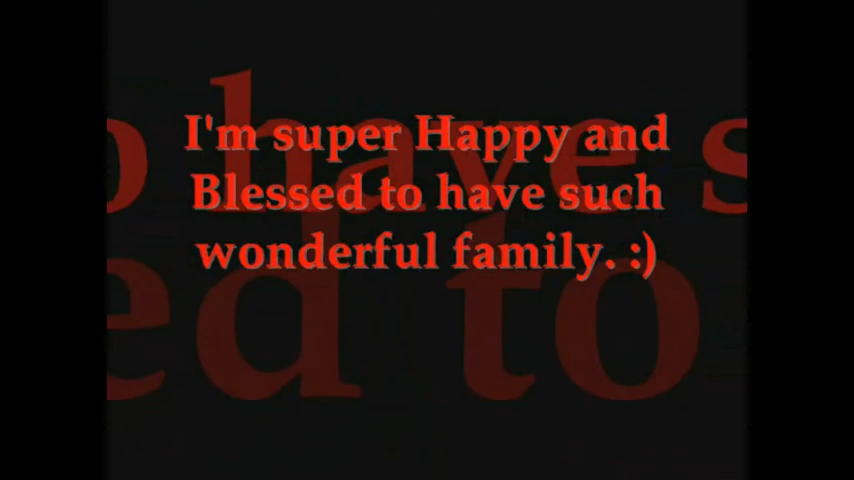 I'm super Happy and
Blessed to have such
wonderful family. :)